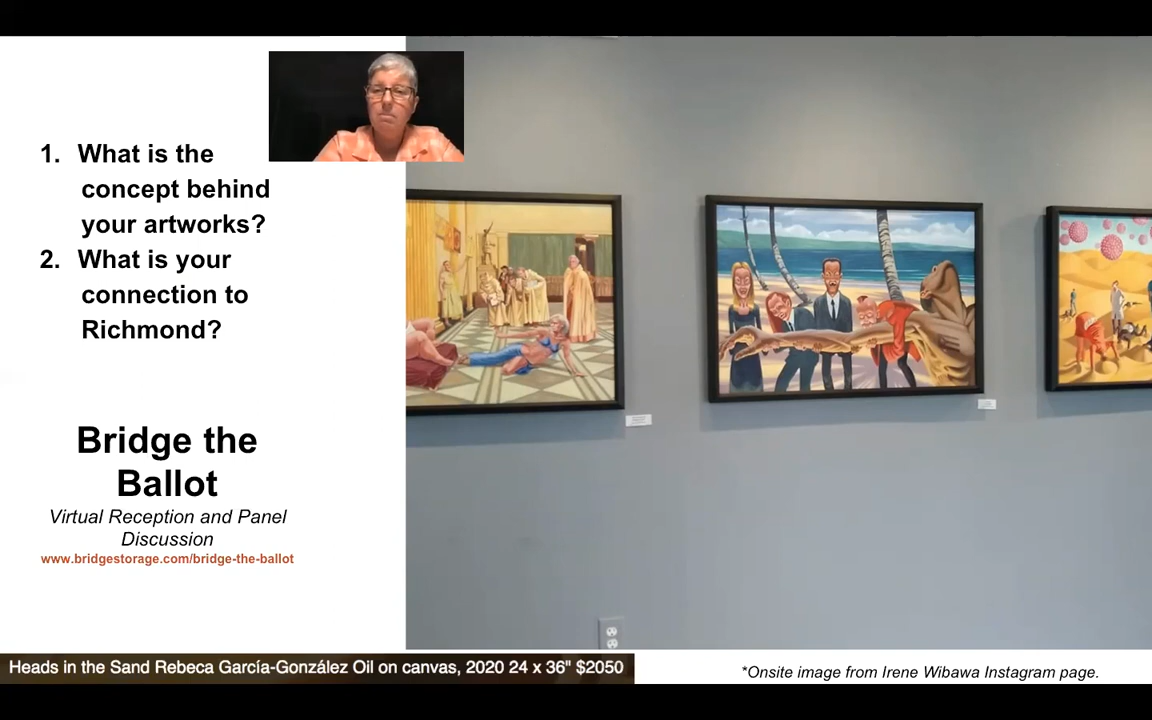 1. What is the
concept behind
your artworks?
2. What is your
connection to
Richmond?
Bridge the
Ballot
Virtual Reception and Panel
Discussion
www.bridgestorage.com/bridge-the-ballot
Heads in the Sand Rebeca García-González Oil on canvas, 2020 24 x 36" $2050
*Onsite image from Irene Wibawa Instagram page.